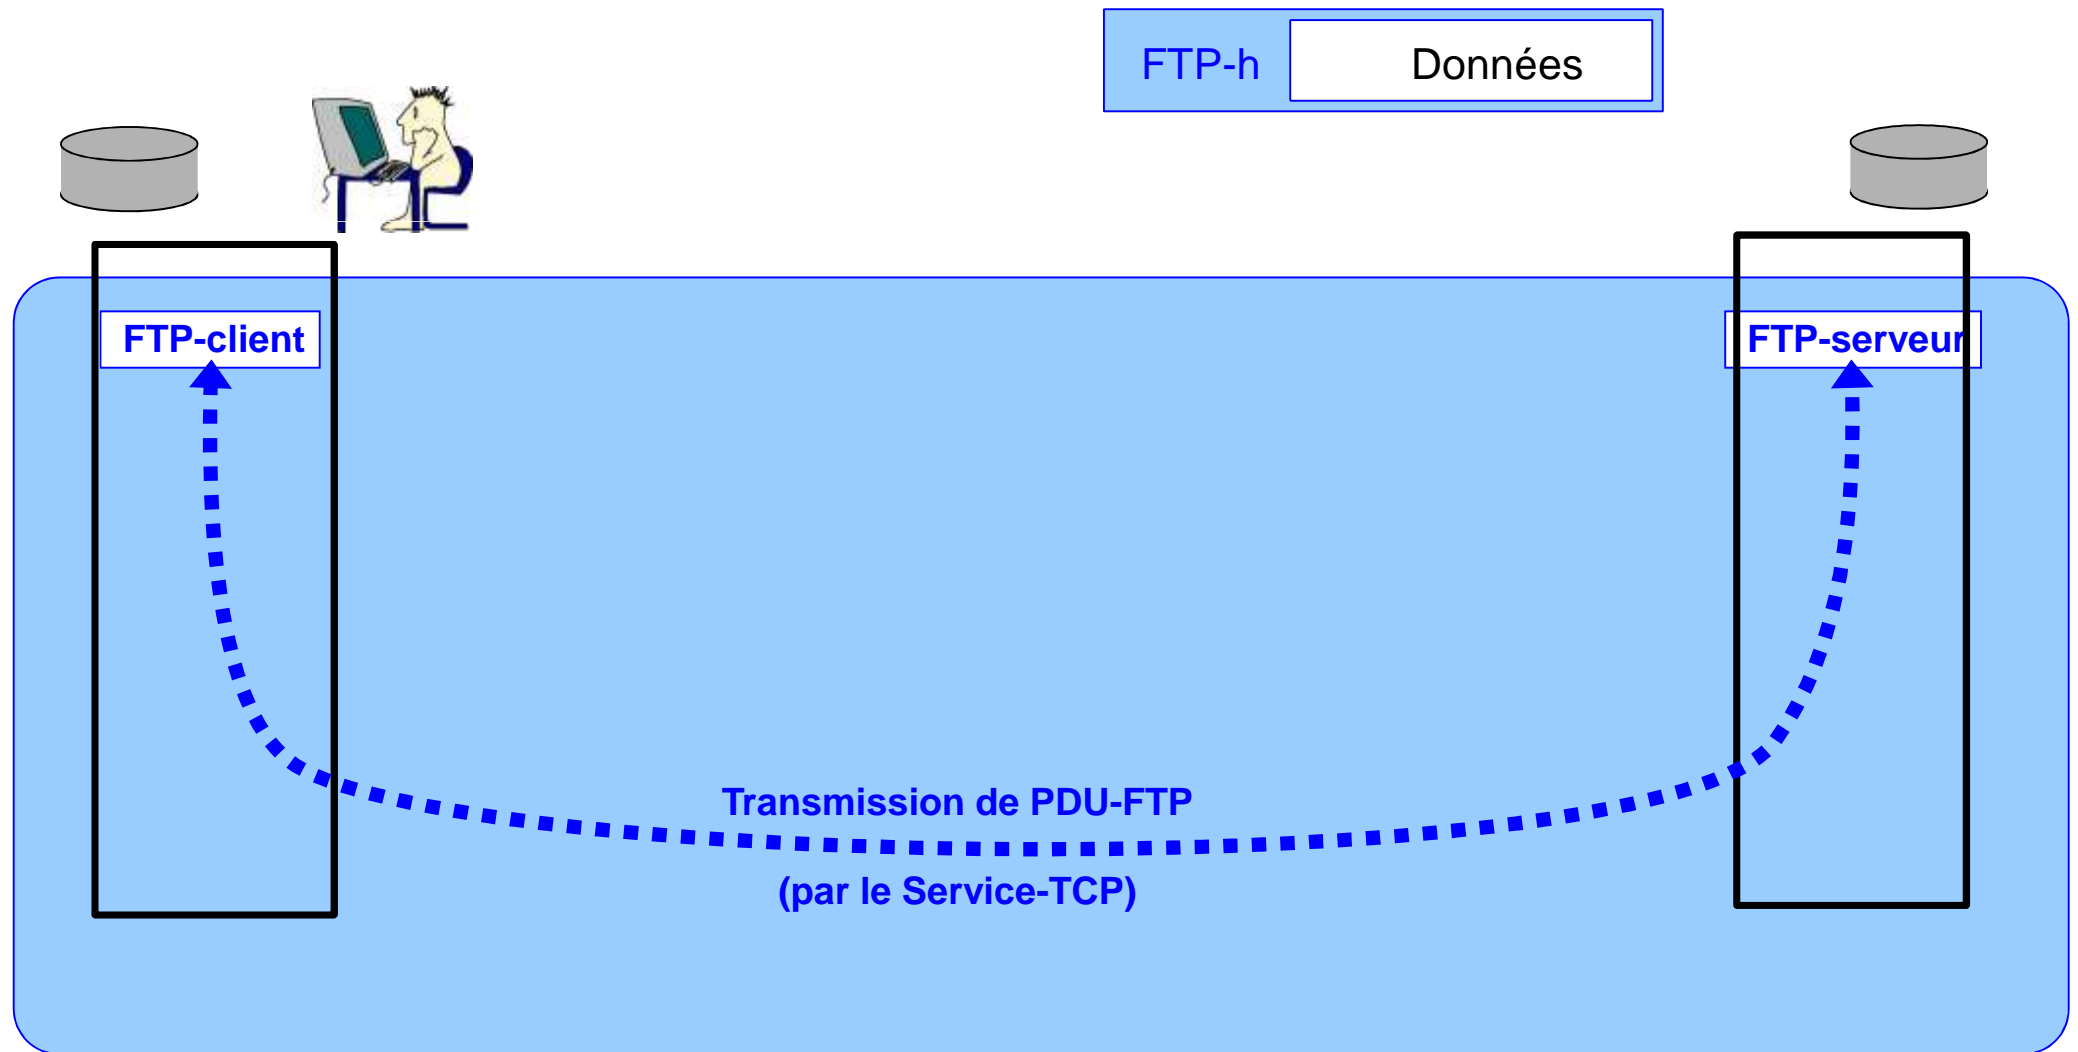 FTP-h Données
FTP-client
FTP-serveur
Transmission de PDU-FTP
(par le Service-TCP)